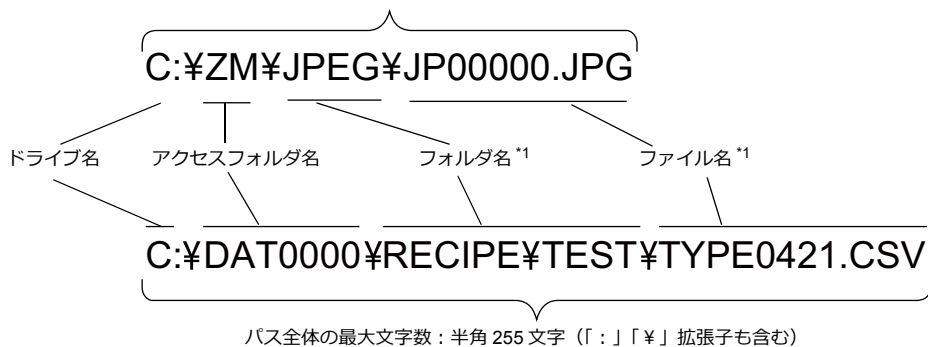 C:¥ZM¥JPEG¥JP00000.JPG
ドライブ名 アクセスフォルダ名 フォルダ名 *1 ファイル名 *1
C:¥DAT0000¥RECIPE¥TEST¥TYPE0421.CSV
パス全体の最大文字数:半角 255 文字(「:」「¥」拡張子も含む)